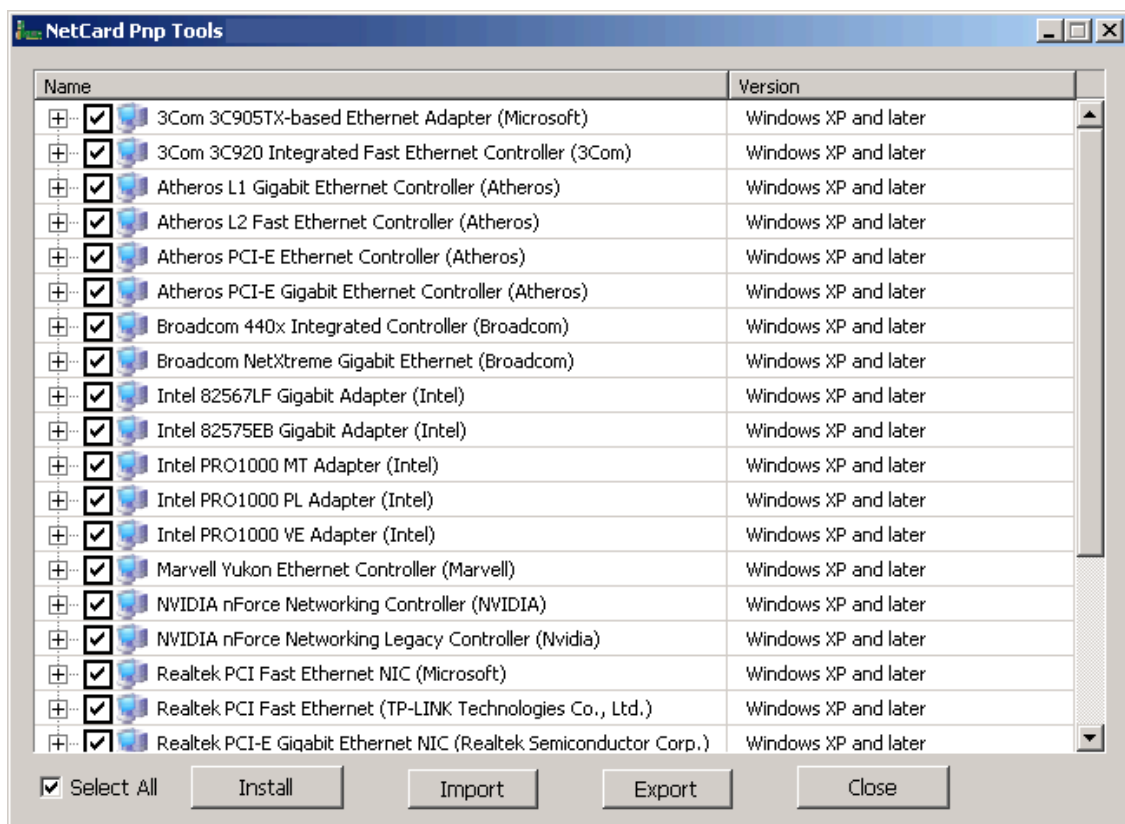 NetCard Pnp Tools
Name Version
3Com 3C905TX-based Ethernet Adapter (Microsoft) Windows XP and later
3Com 3C920 Integrated Fast Ethernet Controller (3Com) Windows XP and later
Atheros L1 Gigabit Ethernet Controller (Atheros) Windows XP and later
Atheros L2 Fast Ethernet Controller (Atheros) Windows XP and later
Atheros PCI-E Ethernet Controller (Atheros) Windows XP and later
Atheros PCI-E Gigabit Ethernet Controller (Atheros) Windows XP and later
Broadcom 440x Integrated Controller (Broadcom) Windows XP and later
Broadcom NetXtreme Gigabit Ethernet (Broadcom) Windows XP and later
Intel 82567LF Gigabit Adapter (Intel) Windows XP and later
Intel 82575EB Gigabit Adapter (Intel) Windows XP and later
Intel PRO1000 MT Adapter (Intel) Windows XP and later
Intel PRO1000 PL Adapter (Intel) Windows XP and later
Intel PRO1000 VE Adapter (Intel) Windows XP and later
Marvell Yukon Ethernet Controller (Marvell) Windows XP and later
NVIDIA nForce Networking Controller (NVIDIA) Windows XP and later
NVIDIA nForce Networking Legacy Controller (Nvidia) Windows XP and later
Realtek PCI Fast Ethernet NIC (Microsoft) Windows XP and later
Realtek PCI Fast Ethernet (TP-LINK Technologies Co., Ltd.) Windows XP and later
Realtek PCI-E Gigabit Ethernet NIC (Realtek Semiconductor Corp.) Windows XP and later
Select All Install Import Export Close